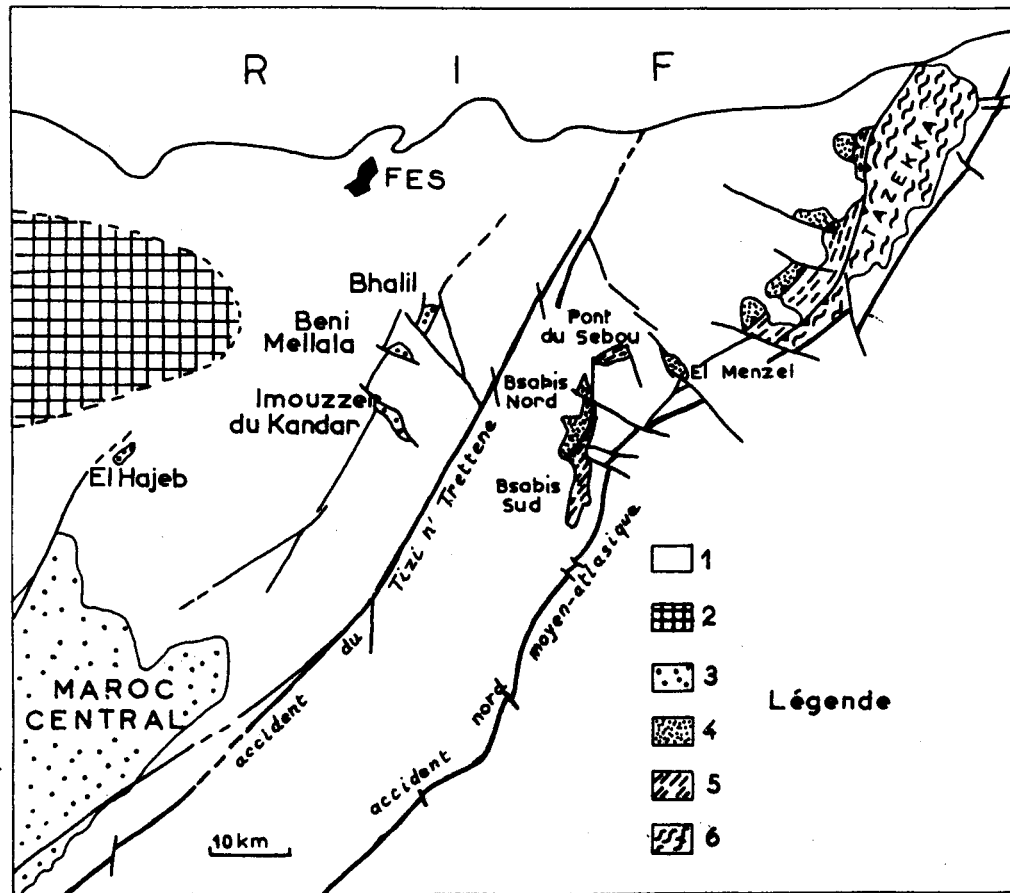 R I F
FES
TAZEKKA
Bhalil
Beni
Mellala
Pont
du Sebou
El Menzel
Bsabis
Nord
Imouzzer
du Kandar
El Hajeb
Bsabis
Sud
accident du Tizi n' Trettene
accident nord moyen-atlasique
MAROC
CENTRAL
1
2
3
Légende
4
5
6
10 km